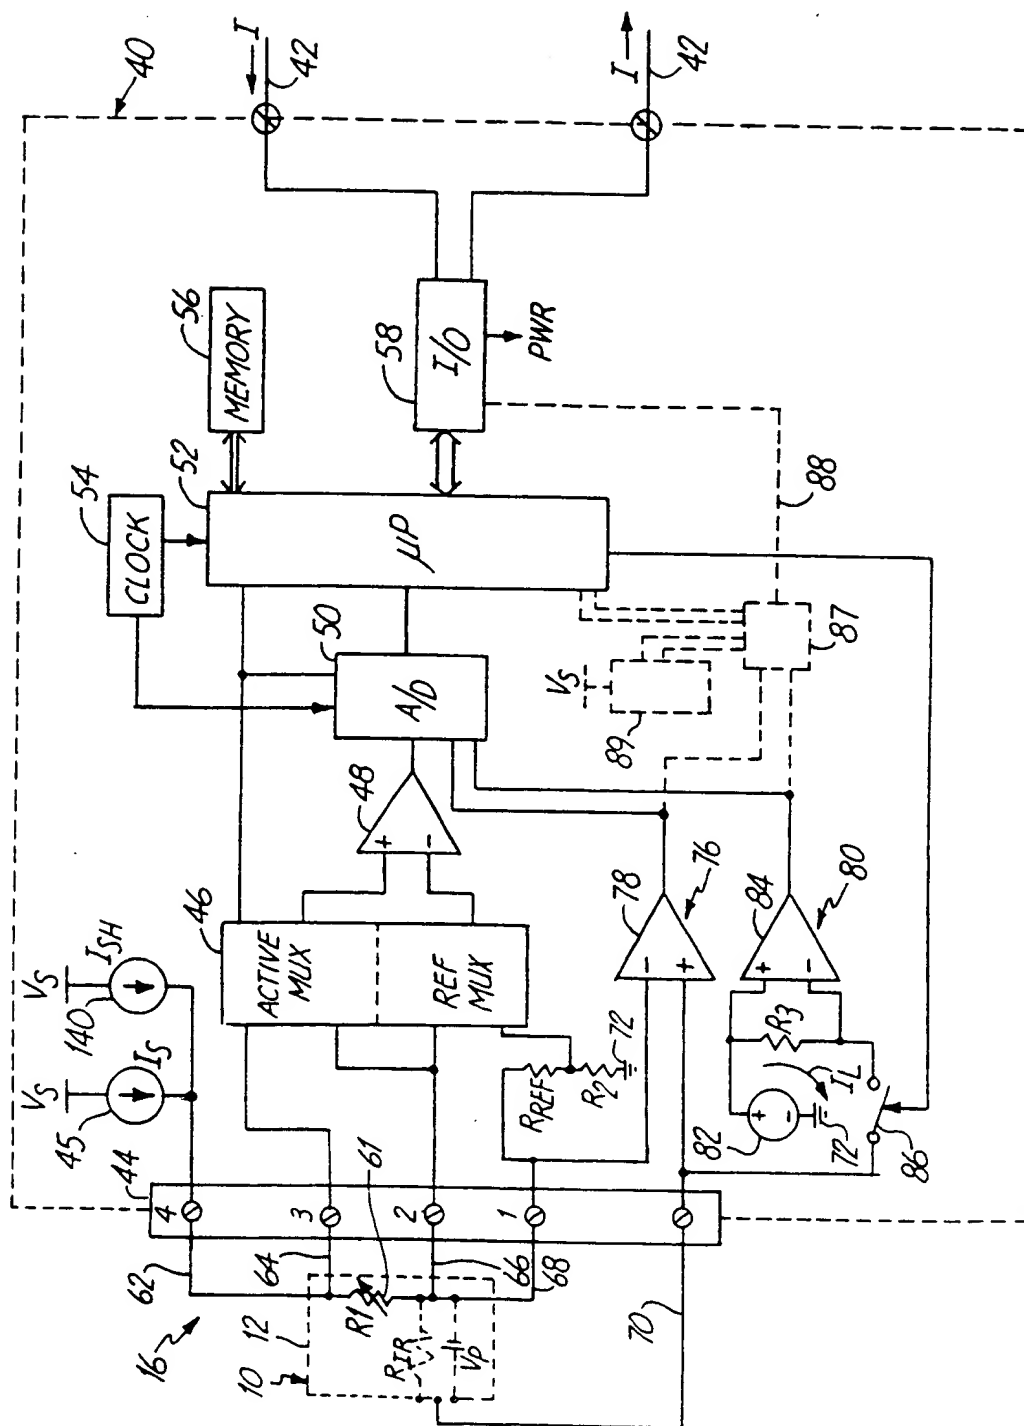 40
I
42
I
42
56
MEMORY
54
CLOCK
52
µP
58
I/O
PWR
50
A/D
48
+
-
46
ACTIVE
MUX
REF
MUX
VS
ISH
140
VS
IS
45
44
4
3
2
1
61
62
64
66
68
70
16
12
10
R1
RIR
VP
RREF
R2
72
78
-
+
76
84
+
-
80
R3
IL
82
+
-
72
86
VS
89
87
88